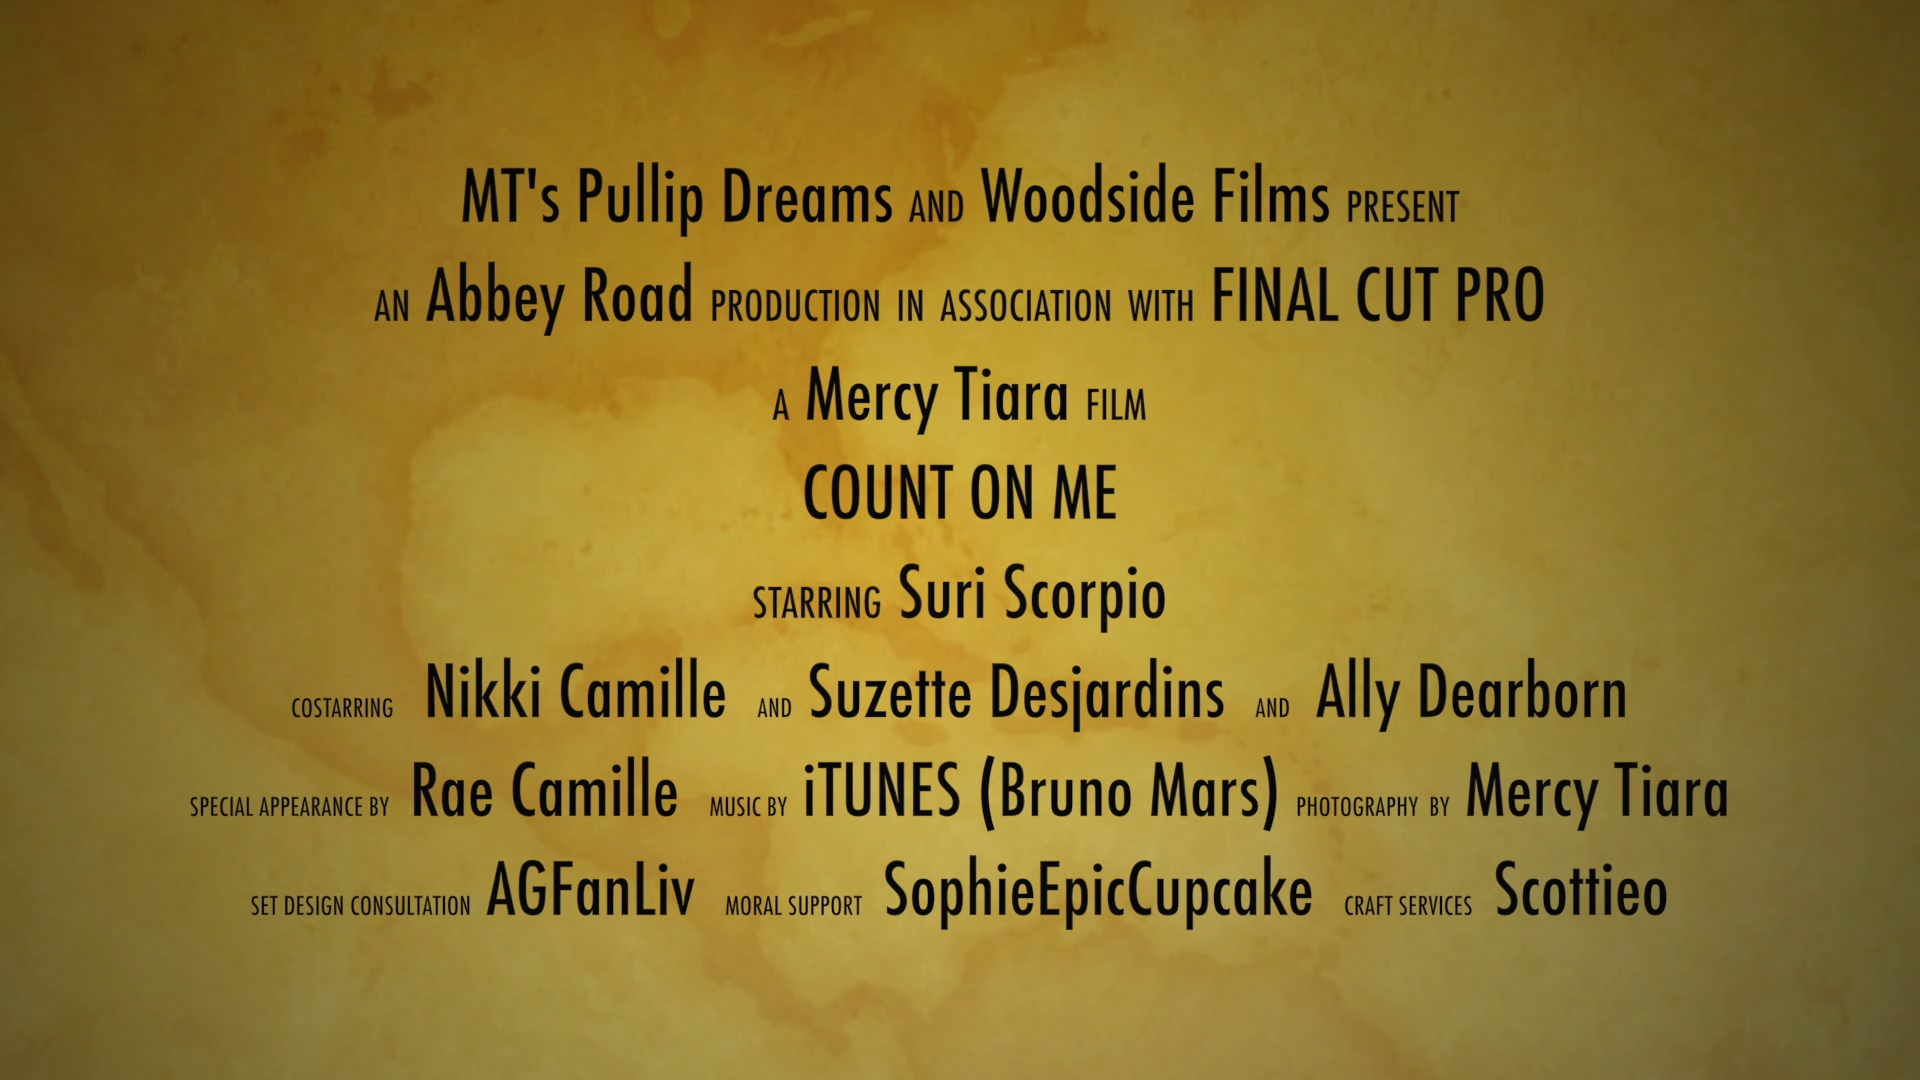 MT's Pullip Dreams AND Woodside Films PRESENT
AN Abbey Road PRODUCTION IN ASSOCIATION WITH FINAL CUT PRO
A Mercy Tiara FILM
COUNT ON ME
STARRING Suri Scorpio
COSTARRING Nikki Camille AND Suzette Desjardins AND Ally Dearborn
SPECIAL APPEARANCE BY Rae Camille MUSIC BY iTUNES (Bruno Mars) PHOTOGRAPHY BY Mercy Tiara
SET DESIGN CONSULTATION AGFanLiv MORAL SUPPORT SophieEpicCupcake CRAFT SERVICES Scottieo